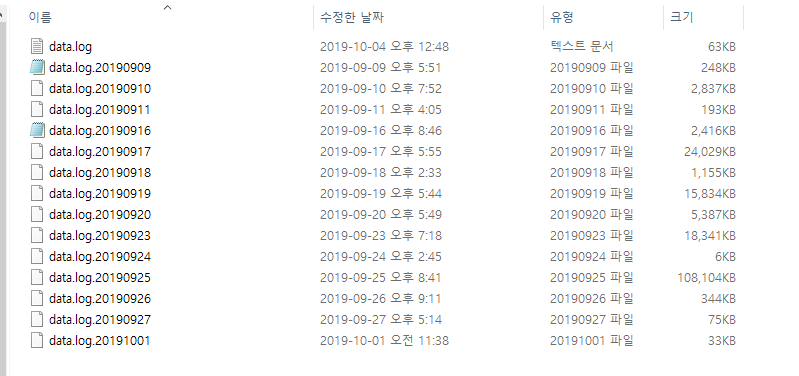 이름 수정한 날짜 유형 크기
data.log 2019-10-04 오후 12:48 텍스트 문서 63KB
data.log.20190909 2019-09-09 오후 5:51 20190909 파일 248KB
data.log.20190910 2019-09-10 오후 7:52 20190910 파일 2,837KB
data.log.20190911 2019-09-11 오후 4:05 20190911 파일 193KB
data.log.20190916 2019-09-16 오후 8:46 20190916 파일 2,416KB
data.log.20190917 2019-09-17 오후 5:55 20190917 파일 24,029KB
data.log.20190918 2019-09-18 오후 2:33 20190918 파일 1,155KB
data.log.20190919 2019-09-19 오후 5:44 20190919 파일 15,834KB
data.log.20190920 2019-09-20 오후 5:49 20190920 파일 5,387KB
data.log.20190923 2019-09-23 오후 7:18 20190923 파일 18,341KB
data.log.20190924 2019-09-24 오후 2:45 20190924 파일 6KB
data.log.20190925 2019-09-25 오후 8:41 20190925 파일 108,104KB
data.log.20190926 2019-09-26 오후 9:11 20190926 파일 344KB
data.log.20190927 2019-09-27 오후 5:14 20190927 파일 75KB
data.log.20191001 2019-10-01 오전 11:38 20191001 파일 33KB